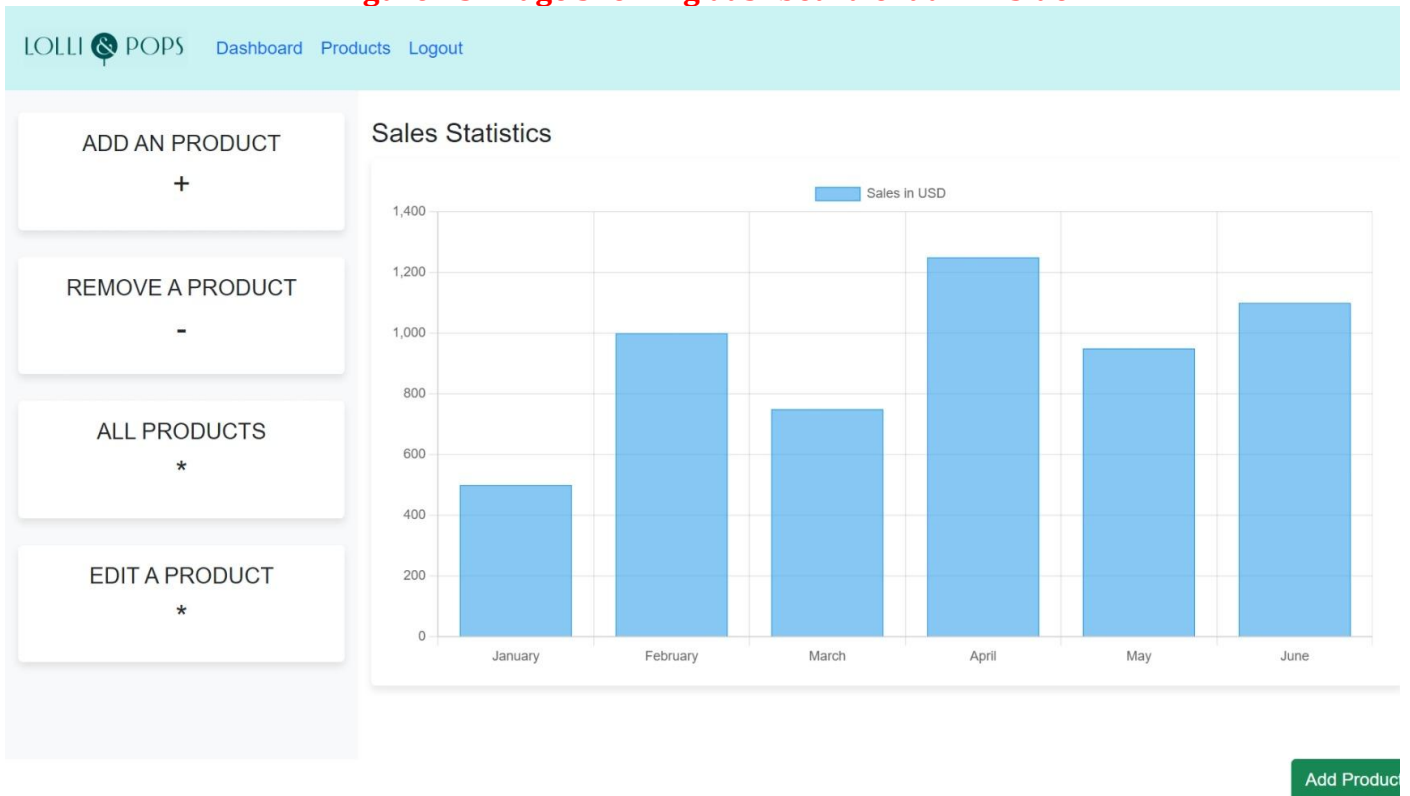 LOLLI & POPS Dashboard Products Logout
ADD AN PRODUCT
+
REMOVE A PRODUCT
-
ALL PRODUCTS
*
EDIT A PRODUCT
*
Sales Statistics
Sales in USD
1,400
1,200
1,000
800
600
400
200
0
January February March April May June
Add Product